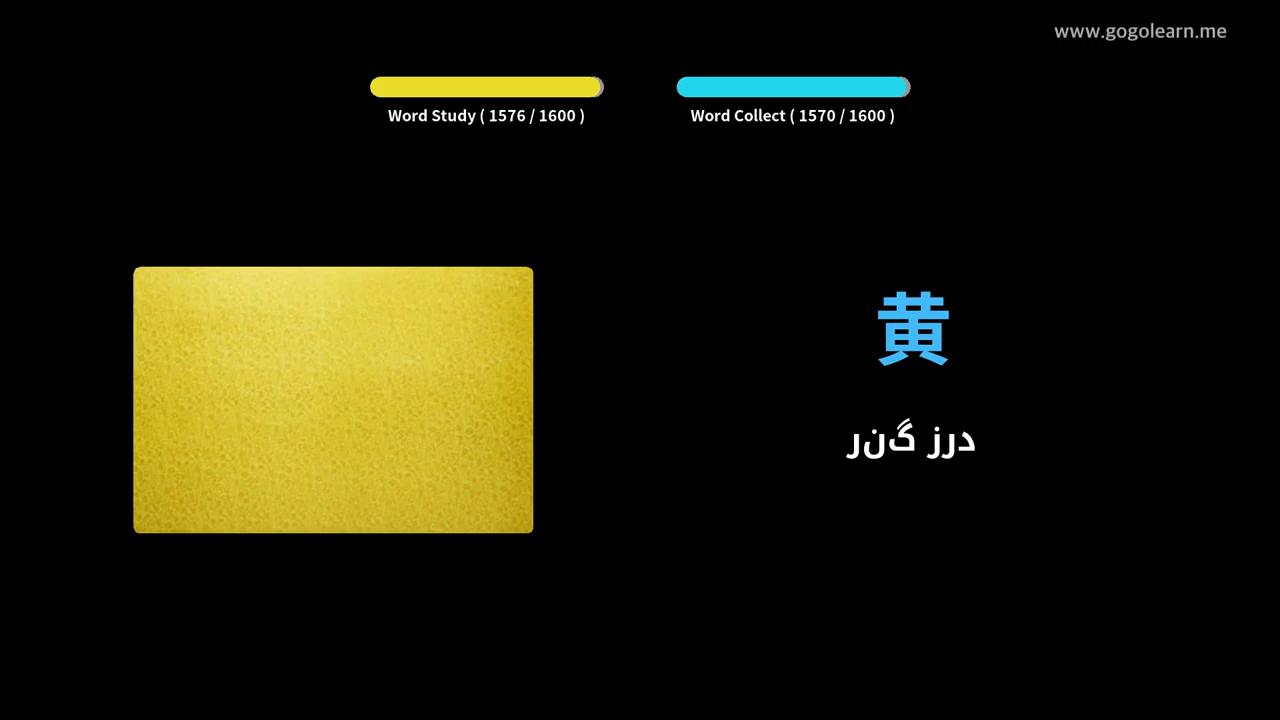 www.gogolearn.me
Word Study ( 1576 / 1600 )
Word Collect ( 1570 / 1600 )
黄
درز گنر